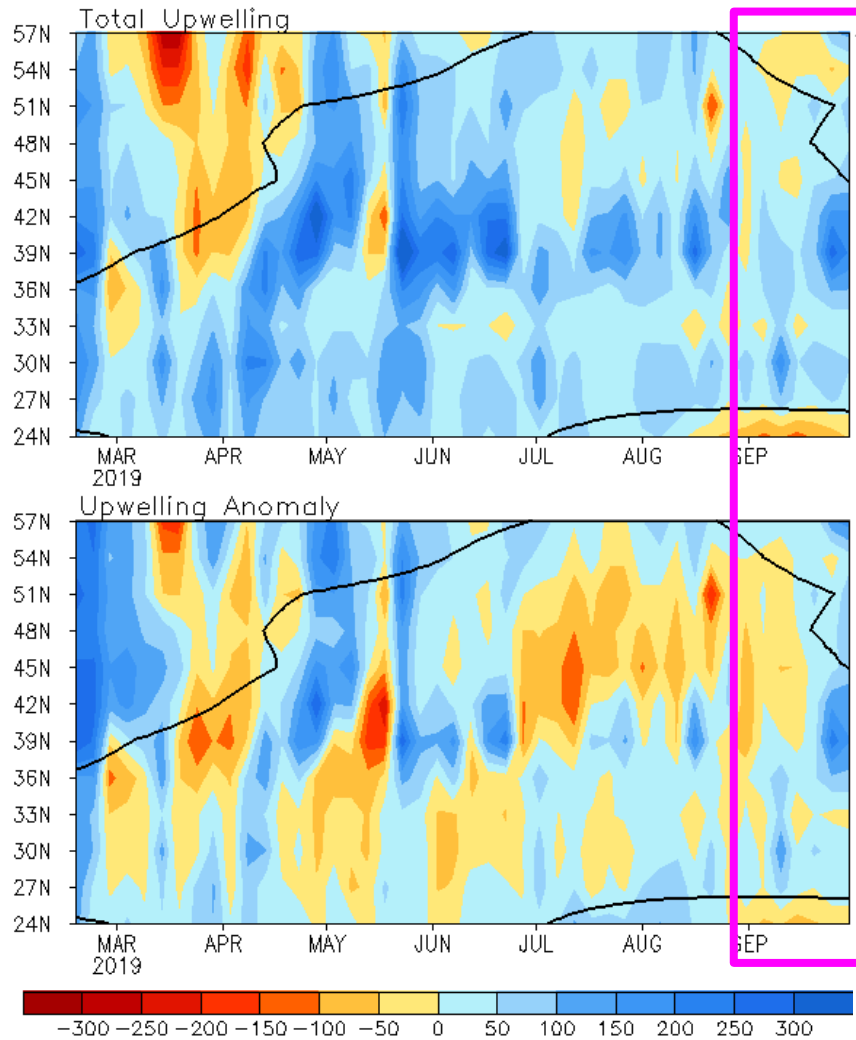 Total Upwelling
57N
54N
51N
48N
45N
42N
39N
36N
33N
30N
27N
24N
MAR APR MAY JUN JUL AUG SEP
2019
Upwelling Anomaly
57N
54N
51N
48N
45N
42N
39N
36N
33N
30N
27N
24N
MAR APR MAY JUN JUL AUG SEP
2019
−300 −250 −200 −150 −100 −50 0 50 100 150 200 250 300